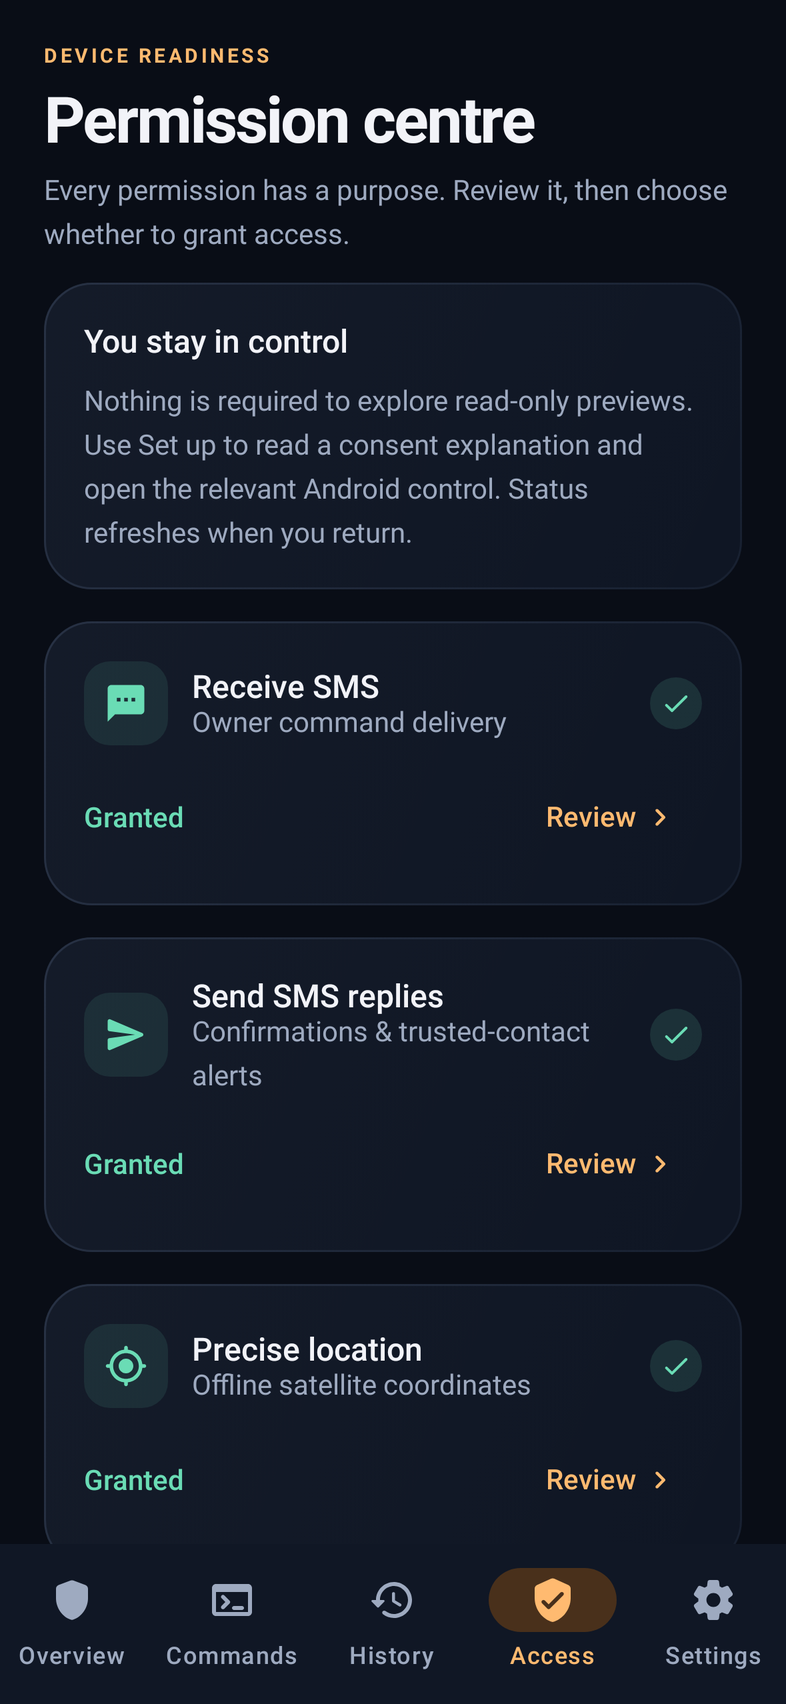 DEVICE READINESS
Permission centre
Every permission has a purpose. Review it, then choose
whether to grant access.
You stay in control
Nothing is required to explore read-only previews.
Use Set up to read a consent explanation and
open the relevant Android control. Status
refreshes when you return.
Receive SMS
Owner command delivery
Granted
Review
Send SMS replies
Confirmations & trusted-contact
alerts
Granted
Review
Precise location
Offline satellite coordinates
Granted
Review
Overview
Commands
History
Access
Settings